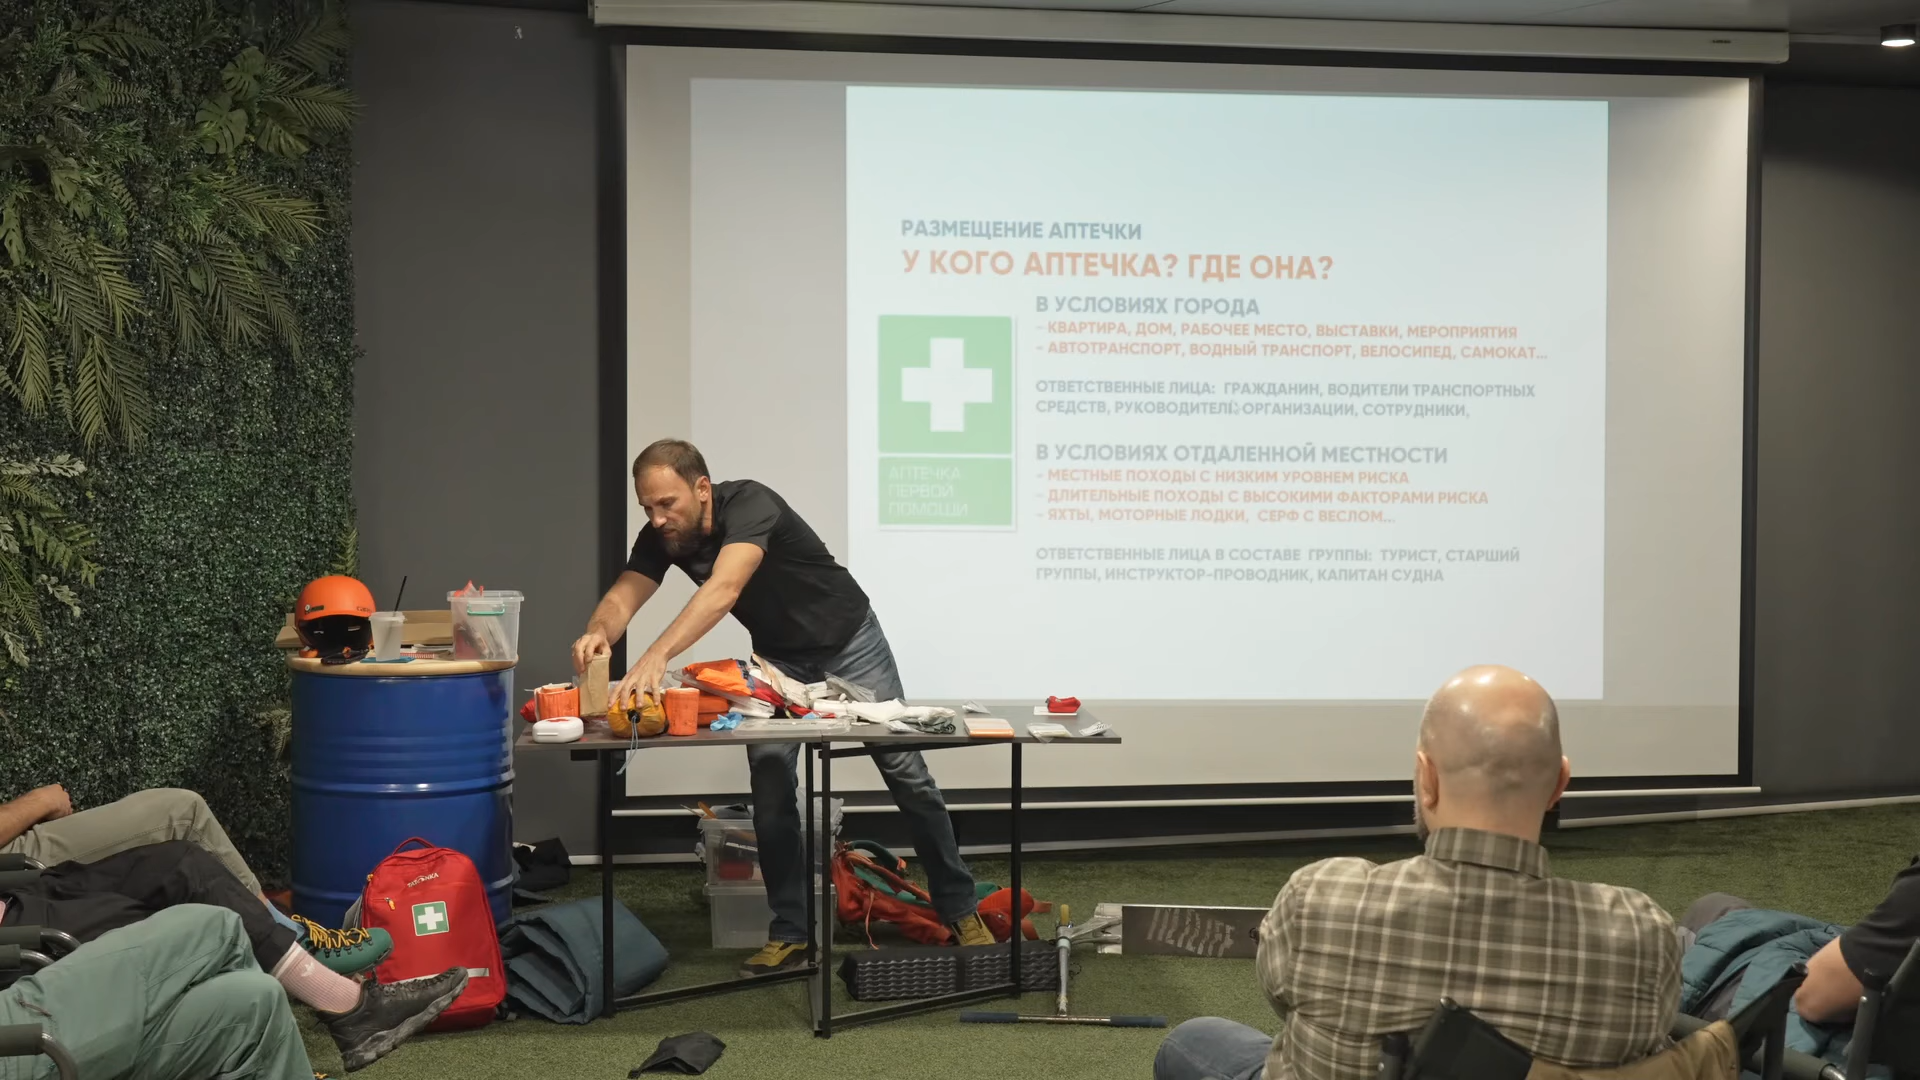 РАЗМЕЩЕНИЕ АПТЕЧКИ
У КОГО АПТЕЧКА? ГДЕ ОНА?
В УСЛОВИЯХ ГОРОДА
- КВАРТИРА, ДОМ, РАБОЧЕЕ МЕСТО, ВЫСТАВКИ, МЕРОПРИЯТИЯ
- АВТОТРАНСПОРТ, ВОДНЫЙ ТРАНСПОРТ, ВЕЛОСИПЕД, САМОКАТ...
ОТВЕТСТВЕННЫЕ ЛИЦА: ГРАЖДАНИН, ВОДИТЕЛИ ТРАНСПОРТНЫХ
СРЕДСТВ, РУКОВОДИТЕЛЬ ОРГАНИЗАЦИИ, СОТРУДНИКИ,
В УСЛОВИЯХ ОТДАЛЕННОЙ МЕСТНОСТИ
- МЕСТНЫЕ ПОХОДЫ С НИЗКИМ УРОВНЕМ РИСКА
- ДЛИТЕЛЬНЫЕ ПОХОДЫ С ВЫСОКИМИ ФАКТОРАМИ РИСКА
- ЯХТЫ, МОТОРНЫЕ ЛОДКИ, СЕРФ С ВЕСЛОМ...
ОТВЕТСТВЕННЫЕ ЛИЦА В СОСТАВЕ ГРУППЫ: ТУРИСТ, СТАРШИЙ
ГРУППЫ, ИНСТРУКТОР-ПРОВОДНИК, КАПИТАН СУДНА
АПТЕЧКА
ПЕРВОЙ
ПОМОЩИ
TATONKA